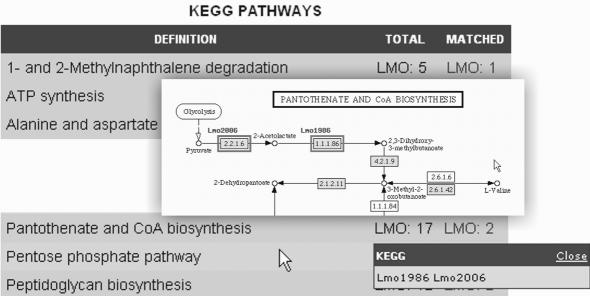 KEGG PATHWAYS
DEFINITION TOTAL MATCHED
1- and 2-Methylnaphthalene degradation LMO: 5 LMO: 1
ATP synthesis
Alanine and aspartate
PANTOTHENATE AND CoA BIOSYNTHESIS
Glycolysis
Lmo2006 2-Acetolactate Lmo1986
Pyruvate 2.2.1.6 1.1.1.86 2,3-Dihydroxy-
3-methylbutanoate
4.2.1.9
2-Dehydropantoate 2.1.2.11 2.6.1.6
3-Methyl-2-
oxobutanoate 2.6.1.42 L-Valine
1.1.1.84
Pantothenate and CoA biosynthesis LMO: 17 LMO: 2
Pentose phosphate pathway
KEGG Close
Lmo1986 Lmo2006
Peptidoglycan biosynthesis